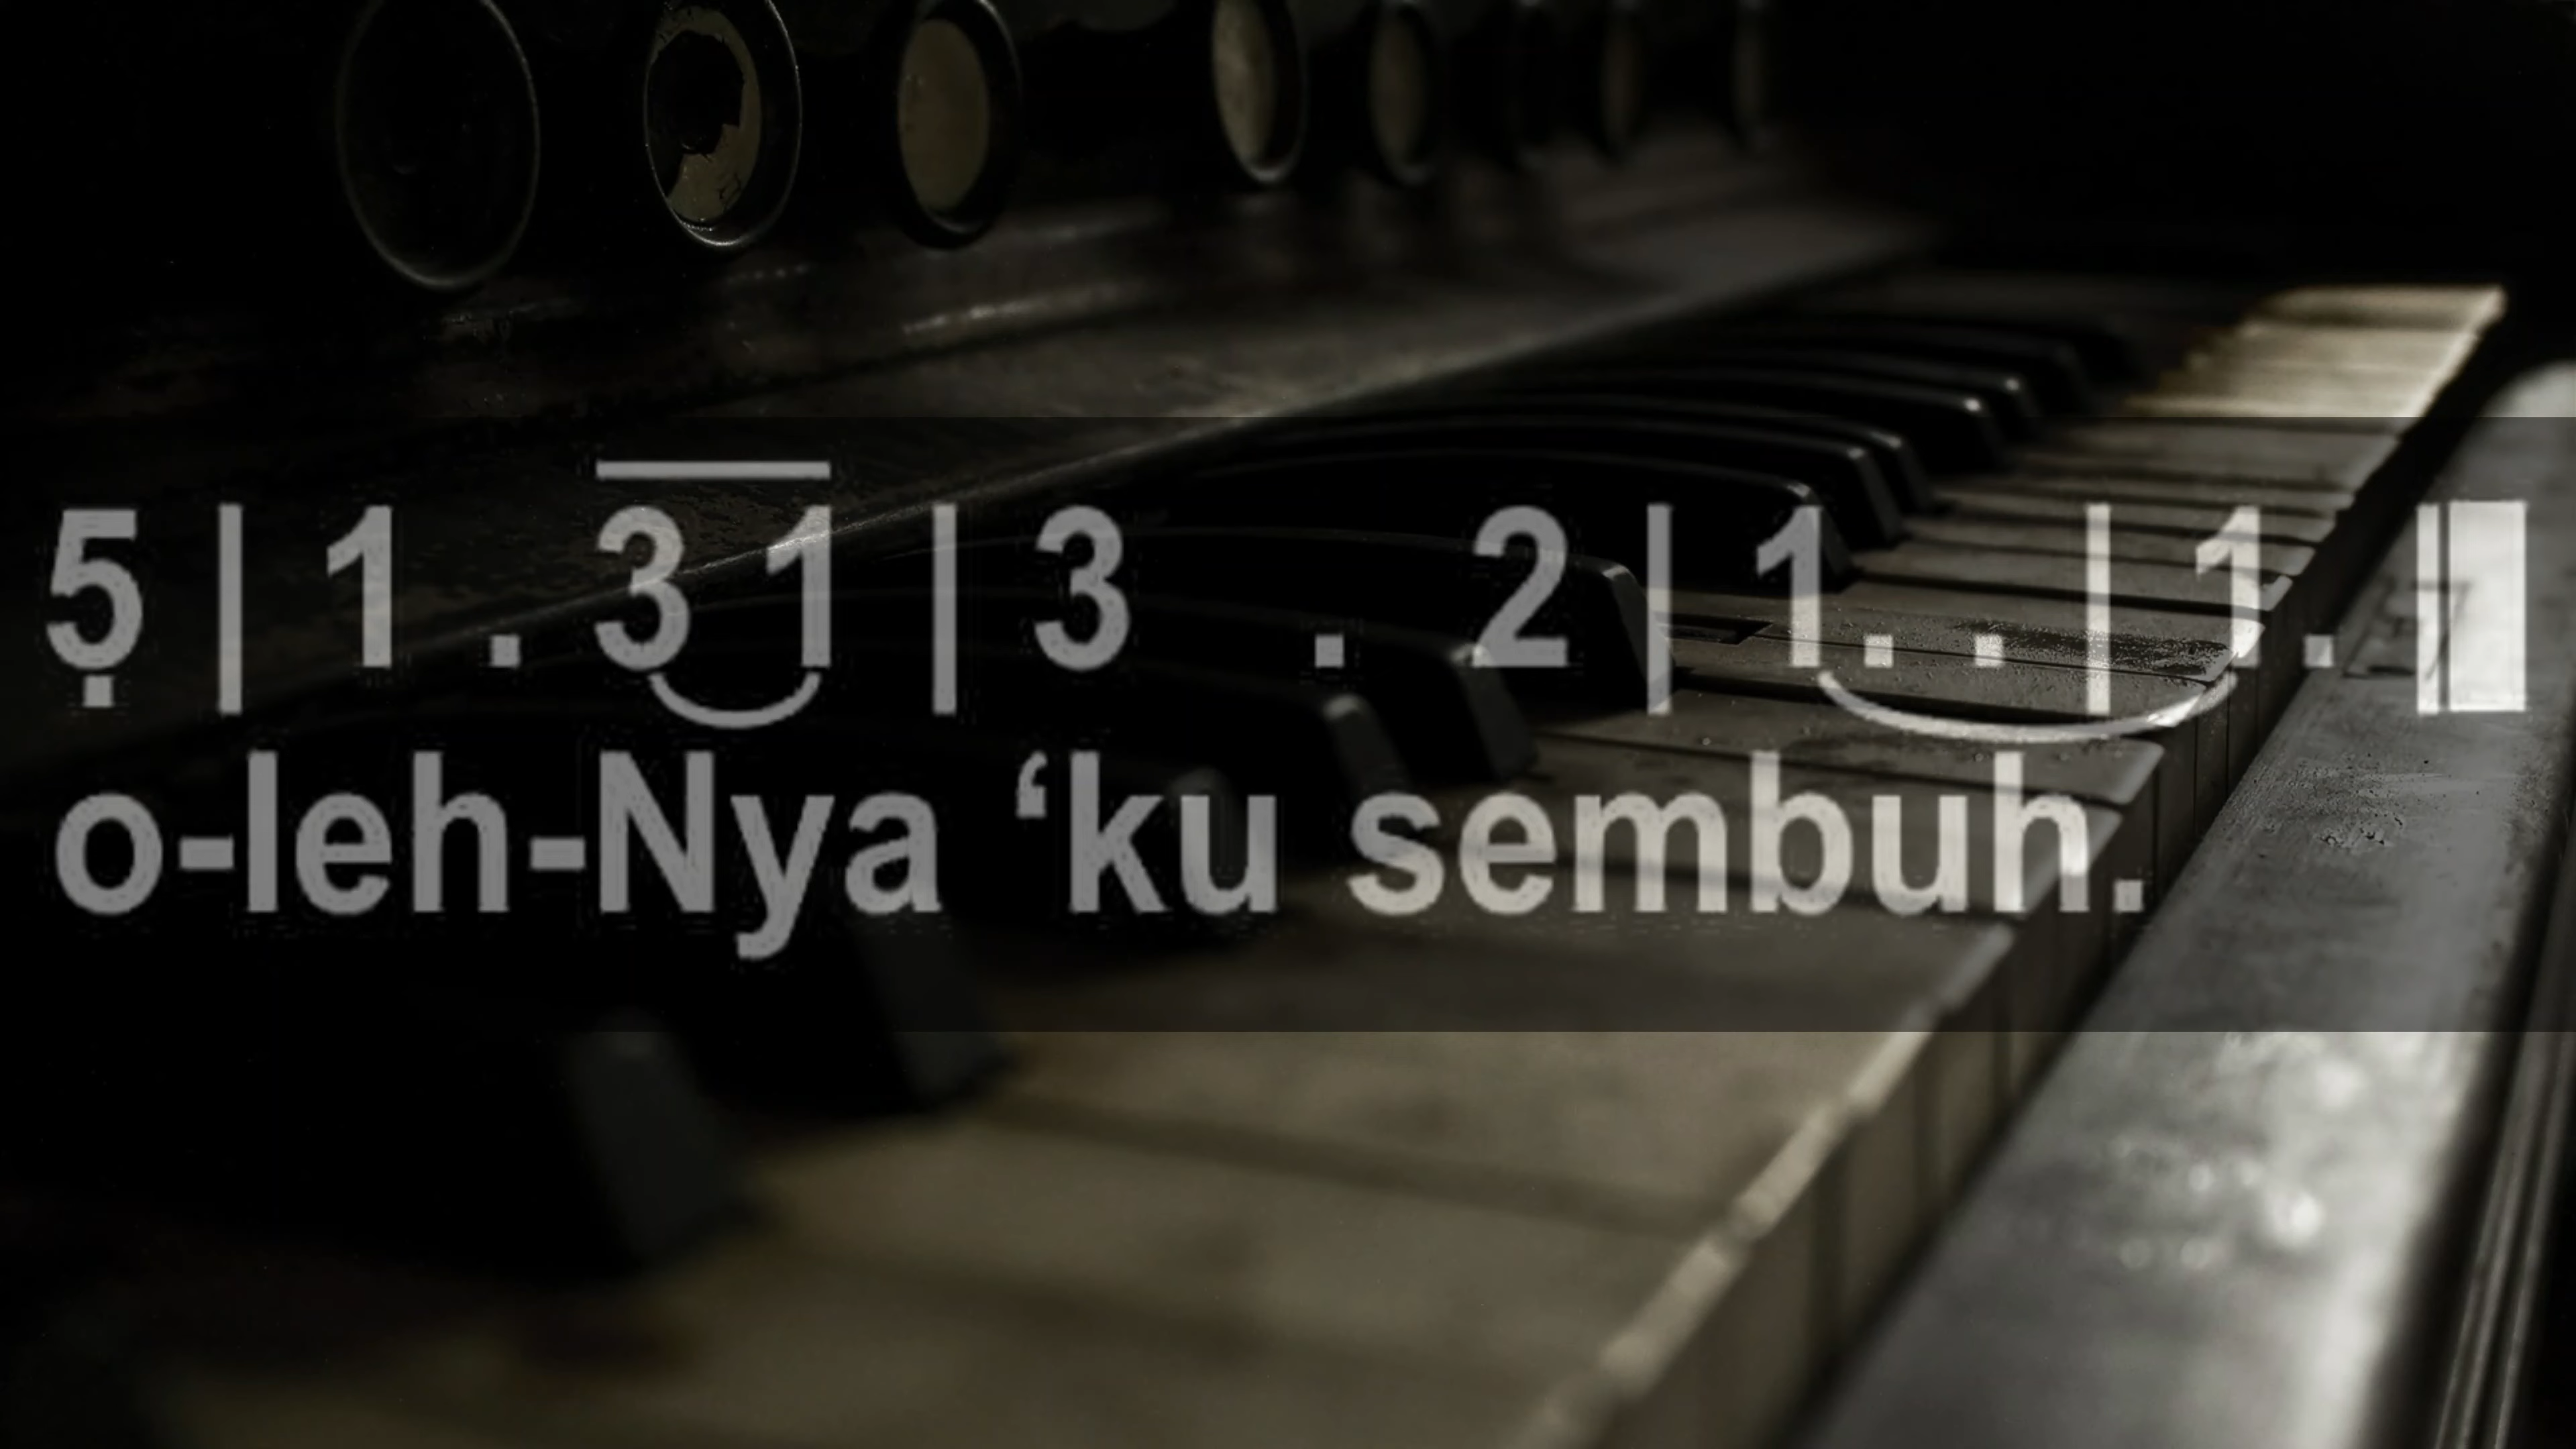 5̣ | 1 . 3̅1̅ | 3 . 2 | 1 . . | 1 . ||
o-leh-Nya ‘ku sembuh.